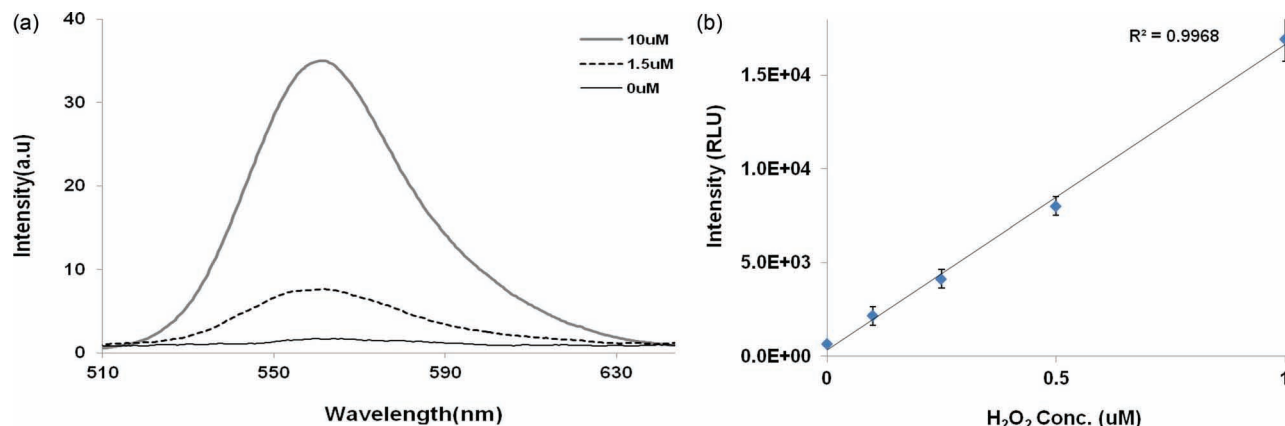 (a)
40
30
20
10
0
Intensity(a.u)
10uM
1.5uM
0uM
510
550
590
630
Wavelength(nm)
(b)
R² = 0.9968
1.5E+04
1.0E+04
5.0E+03
0.0E+00
Intensity (RLU)
0
0.5
1
H₂O₂ Conc. (uM)